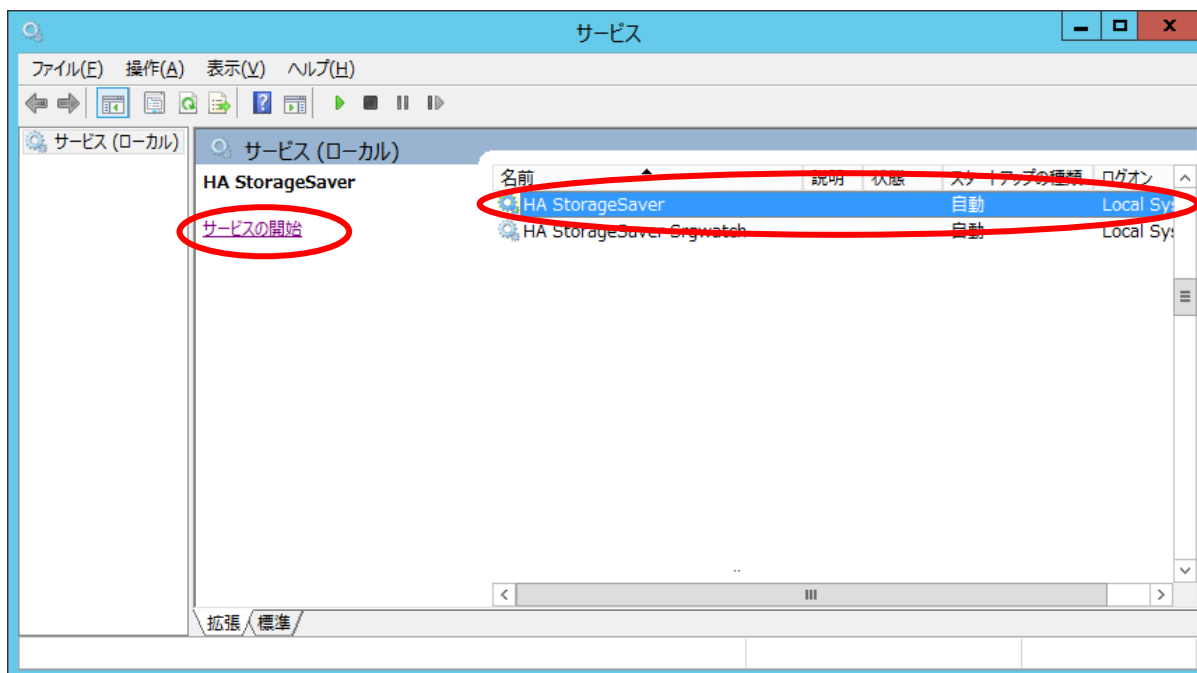 サービス
ファイル(F) 操作(A) 表示(V) ヘルプ(H)
サービス (ローカル)
サービス (ローカル)
HA StorageSaver
サービスの開始
名前 説明 状態 スタートアップの種類 ログオン
HA StorageSaver 自動 Local Sys
HA StorageSaver Srgwatch 自動 Local Sys
拡張 標準